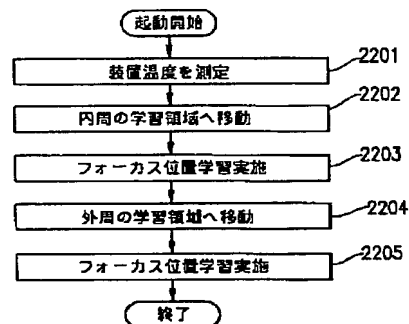 起動開始
装置温度を測定
2201
内周の学習領域へ移動
2202
フォーカス位置学習実施
2203
外周の学習領域へ移動
2204
フォーカス位置学習実施
2205
終了